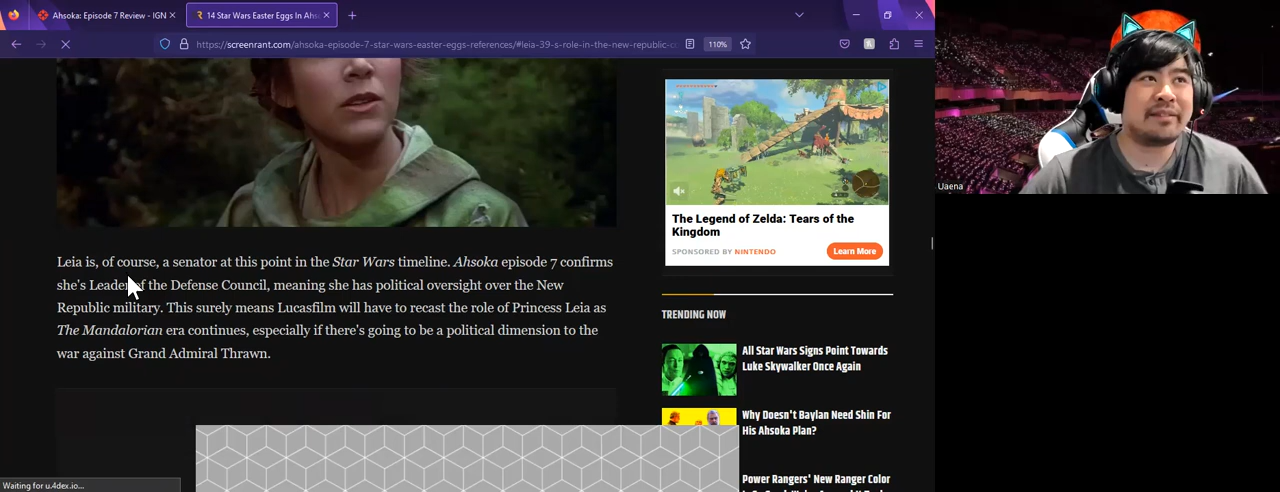 Ahsoka: Episode 7 Review - IGN
14 Star Wars Easter Eggs In Ahs
https://screenrant.com/ahsoka-episode-7-star-wars-easter-eggs-references/#leia-39-s-role-in-the-new-republic-c
110%
Leia is, of course, a senator at this point in the Star Wars timeline. Ahsoka episode 7 confirms
she's Leader of the Defense Council, meaning she has political oversight over the New
Republic military. This surely means Lucasfilm will have to recast the role of Princess Leia as
The Mandalorian era continues, especially if there's going to be a political dimension to the
war against Grand Admiral Thrawn.
The Legend of Zelda: Tears of the
Kingdom
SPONSORED BY NINTENDO
Learn More
TRENDING NOW
All Star Wars Signs Point Towards
Luke Skywalker Once Again
Why Doesn't Baylan Need Shin For
His Ahsoka Plan?
Power Rangers' New Ranger Color
Waiting for u.4dex.io...
Uaena